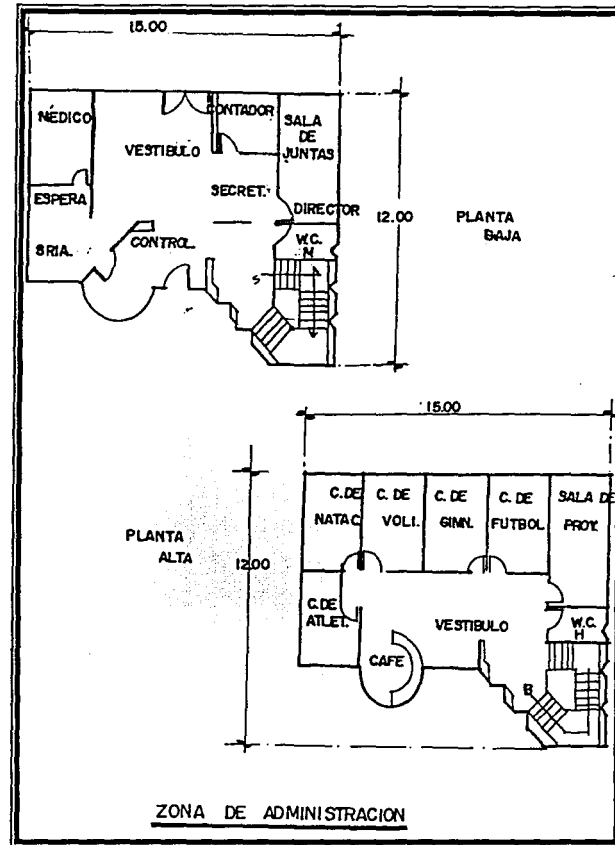 15.00
NÉDICO
CONTADOR
SALA
DE
JUNTAS
VESTIBULO
ESPERA
SECRET.
DIRECTOR
12.00
PLANTA
BAJA
SRIA.
CONTROL.
W.C.
M
S
15.00
C. DE
NATAC.
C. DE
VOLI.
C. DE
GIMN.
C. DE
FUTBOL
SALA DE
PROY.
PLANTA
ALTA
12.00
C. DE
ATLET.
VESTIBULO
W.C.
H
CAFE
B
ZONA DE ADMINISTRACION